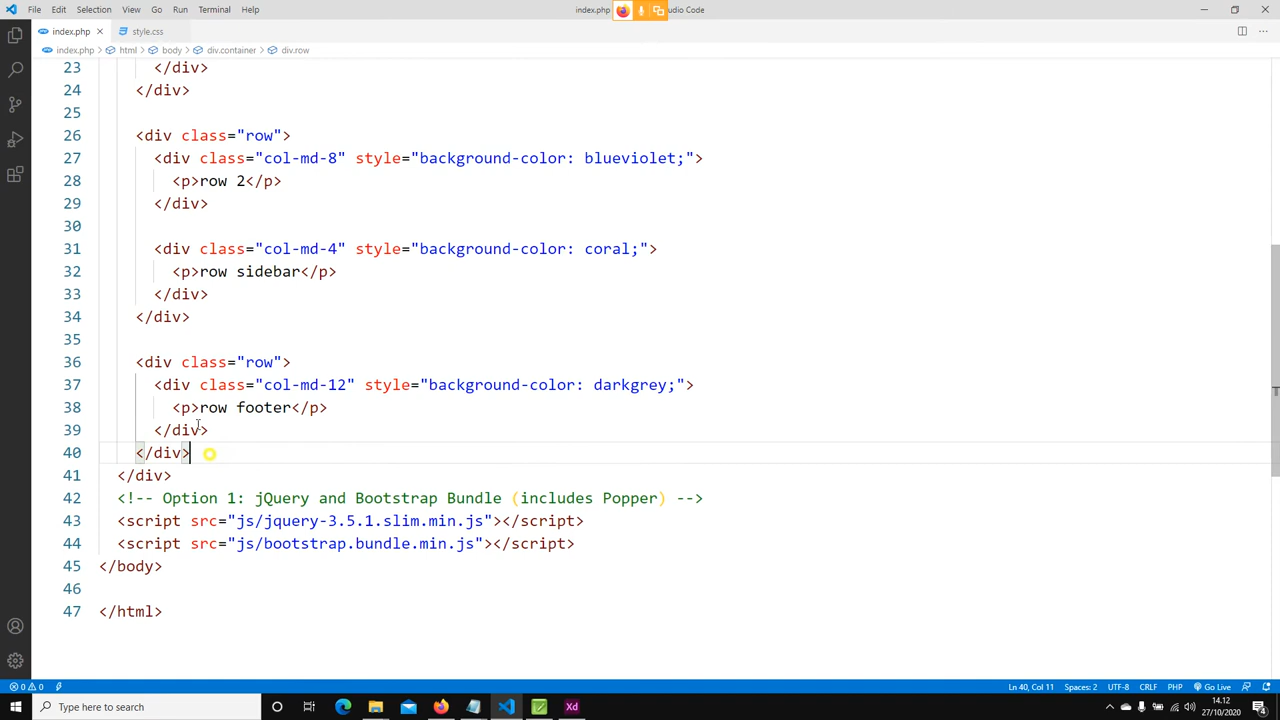 File Edit Selection View Go Run Terminal Help
index.php
udio Code
index.php
style.css
index.php > html > body > div.container > div.row
23 </div>
24 </div>
25
26 <div class="row">
27 <div class="col-md-8" style="background-color: blueviolet;">
28 <p>row 2</p>
29 </div>
30
31 <div class="col-md-4" style="background-color: coral;">
32 <p>row sidebar</p>
33 </div>
34 </div>
35
36 <div class="row">
37 <div class="col-md-12" style="background-color: darkgrey;">
38 <p>row footer</p>
39 </div>
40 </div>
41 </div>
42 <!-- Option 1: jQuery and Bootstrap Bundle (includes Popper) -->
43 <script src="js/jquery-3.5.1.slim.min.js"></script>
44 <script src="js/bootstrap.bundle.min.js"></script>
45 </body>
46
47 </html>
0 0
Ln 40, Col 11 Spaces: 2 UTF-8 CRLF PHP Go Live
Type here to search
Xd
14.12
27/10/2020
4